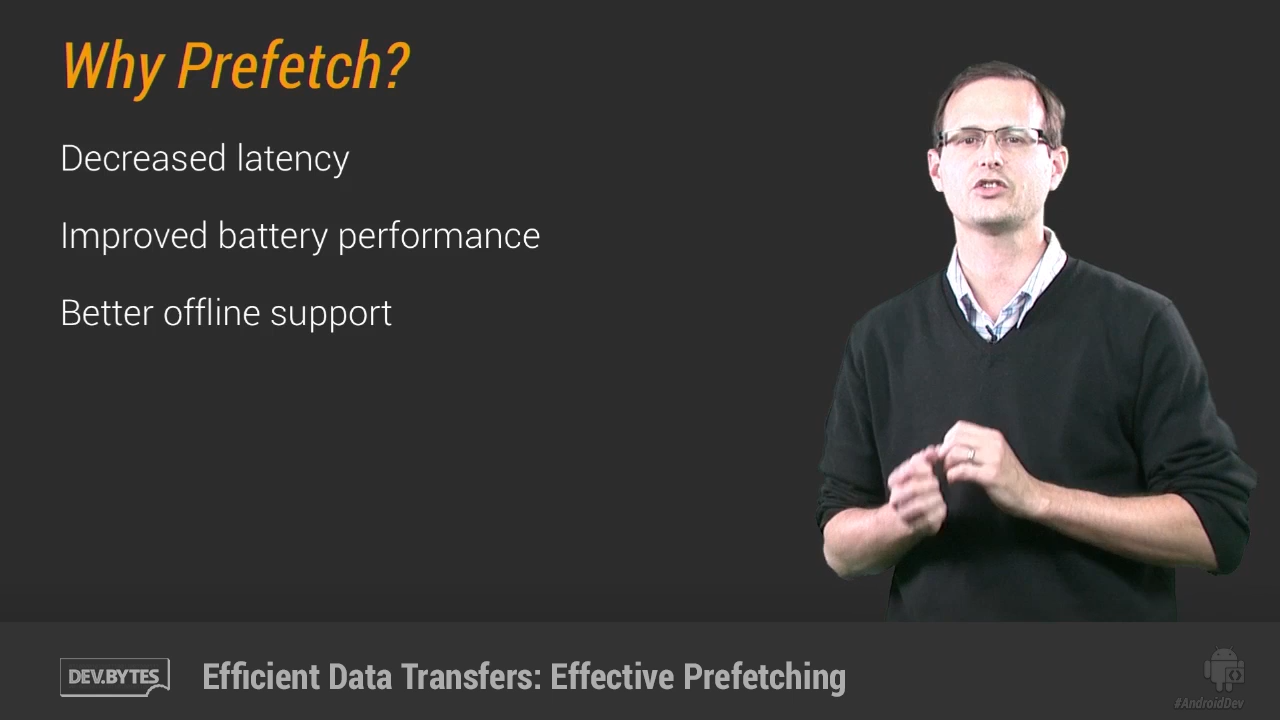 Why Prefetch?
Decreased latency
Improved battery performance
Better offline support
DEV.BYTES
Efficient Data Transfers: Effective Prefetching
#AndroidDev